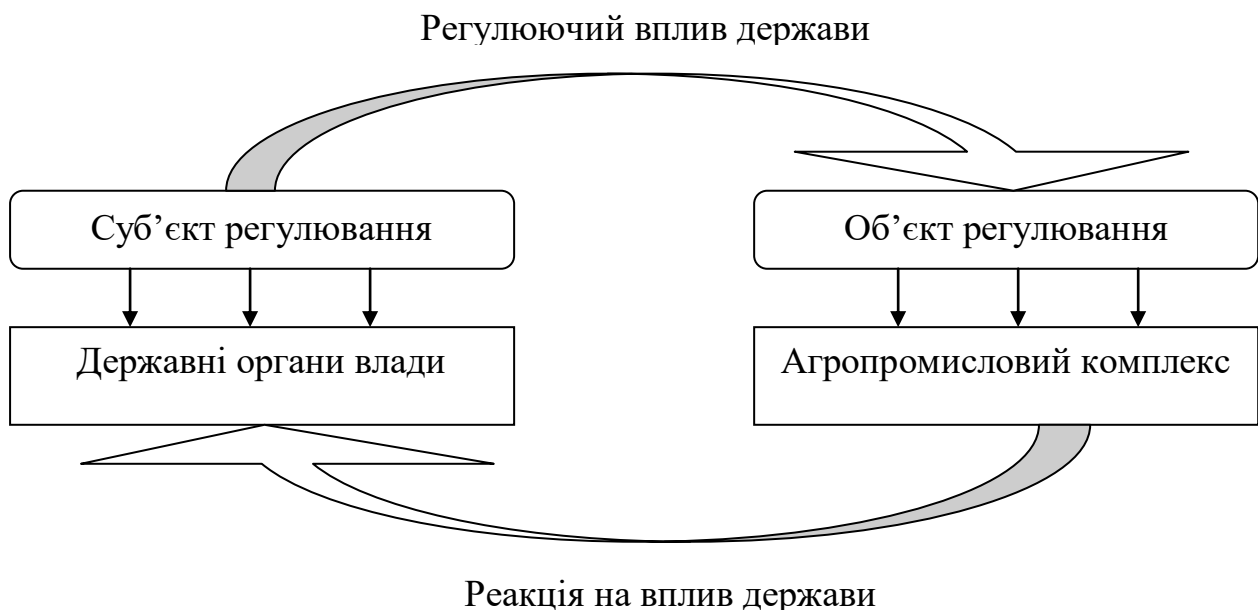 Регулюючий вплив держави
Суб’єкт регулювання
Об’єкт регулювання
Державні органи влади
Агропромисловий комплекс
Реакція на вплив держави